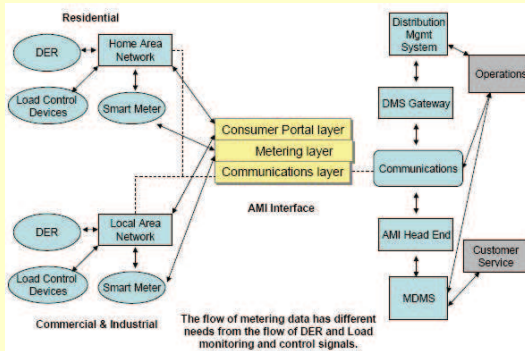 Residential
DER
Home Area
Network
Load Control
Devices
Smart Meter
Consumer Portal layer
Metering layer
Communications layer
AMI Interface
DER
Local Area
Network
Load Control
Devices
Smart Meter
Commercial & Industrial
Distribution
Mgmt
System
Operations
DMS Gateway
Communications
AMI Head End
Customer
Service
MDMS
The flow of metering data has different
needs from the flow of DER and Load
monitoring and control signals.